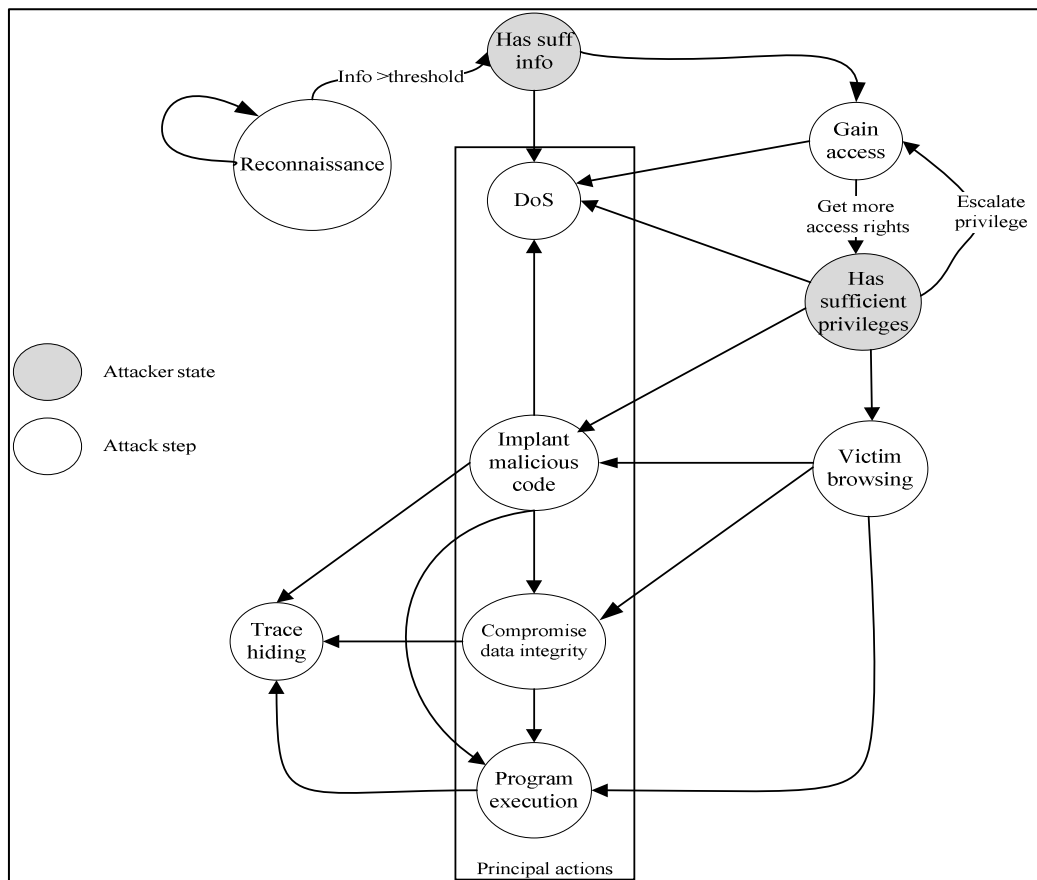 Has suff
info
Info >threshold
Reconnaissance
Gain
access
DoS
Get more
access rights
Escalate
privilege
Has
sufficient
privileges
Attacker state
Attack step
Implant
malicious
code
Victim
browsing
Trace
hiding
Compromise
data integrity
Program
execution
Principal actions